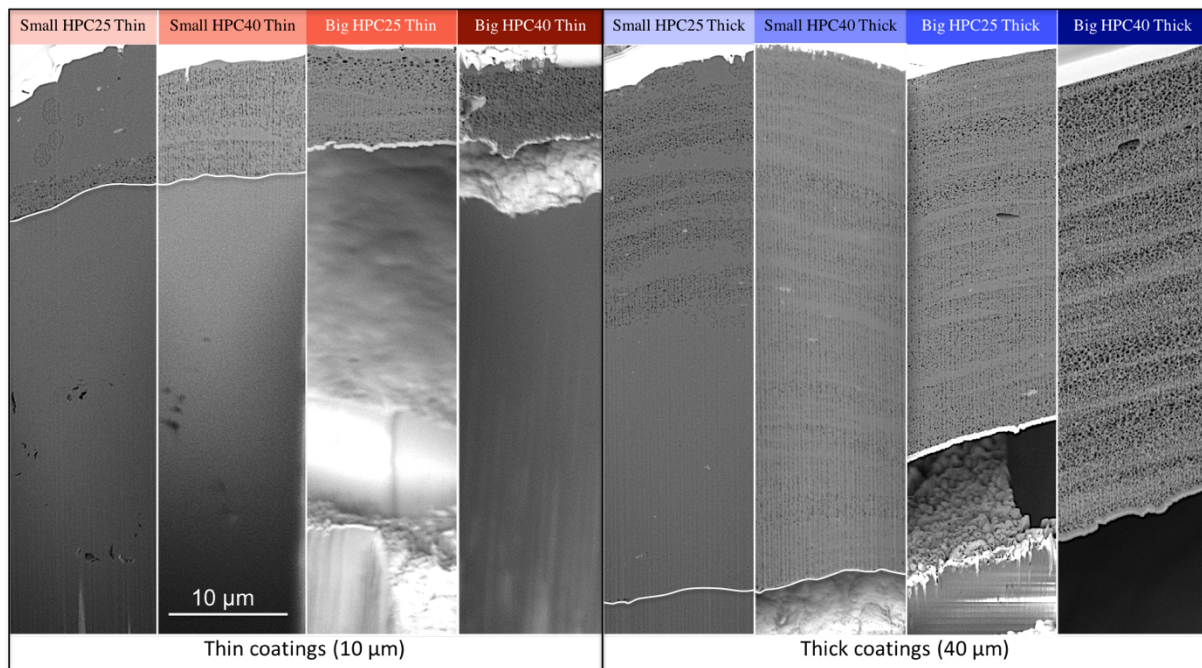 Small HPC25 Thin
Small HPC40 Thin
Big HPC25 Thin
Big HPC40 Thin
Small HPC25 Thick
Small HPC40 Thick
Big HPC25 Thick
Big HPC40 Thick
10 µm
Thin coatings (10 µm)
Thick coatings (40 µm)